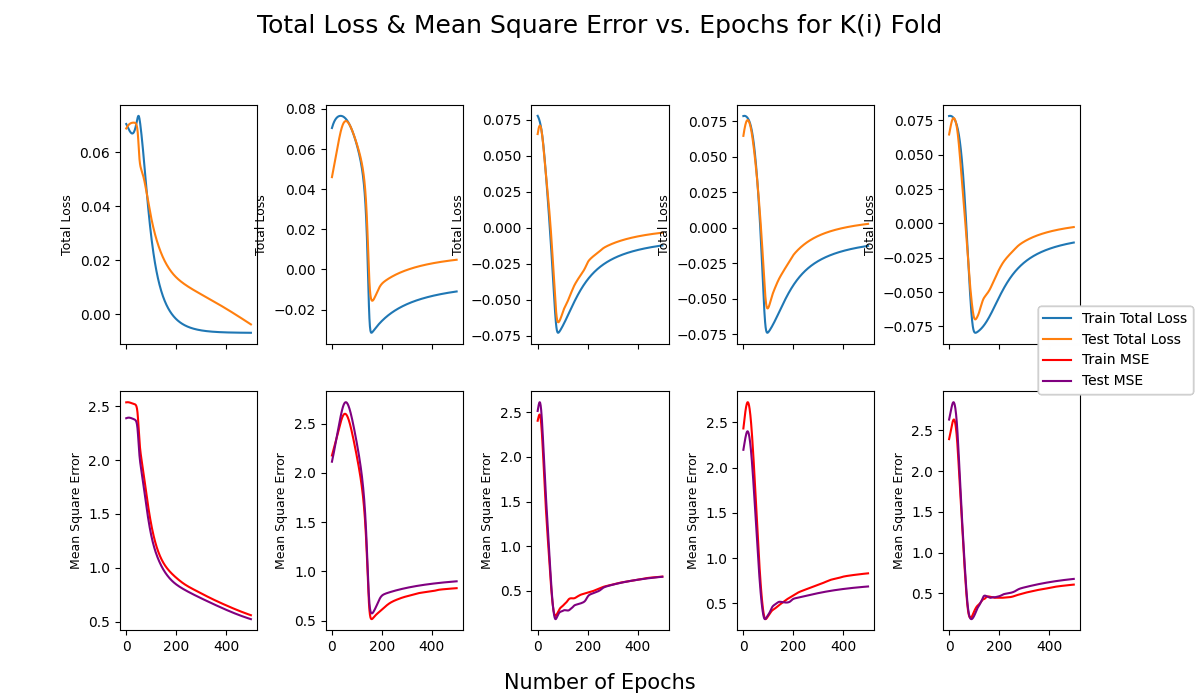 Total Loss & Mean Square Error vs. Epochs for K(i) Fold
Total Loss
0.06
0.04
0.02
0.00
Total Loss
0.08
0.06
0.04
0.02
0.00
−0.02
Total Loss
0.075
0.050
0.025
0.000
−0.025
−0.050
−0.075
Total Loss
0.075
0.050
0.025
0.000
−0.025
−0.050
−0.075
Total Loss
0.075
0.050
0.025
0.000
−0.025
−0.050
−0.075
Train Total Loss
Test Total Loss
Train MSE
Test MSE
Mean Square Error
2.5
2.0
1.5
1.0
0.5
0 200 400
Mean Square Error
2.5
2.0
1.5
1.0
0.5
0 200 400
Mean Square Error
2.5
2.0
1.5
1.0
0.5
0 200 400
Mean Square Error
2.5
2.0
1.5
1.0
0.5
0 200 400
Mean Square Error
2.5
2.0
1.5
1.0
0.5
0 200 400
Number of Epochs